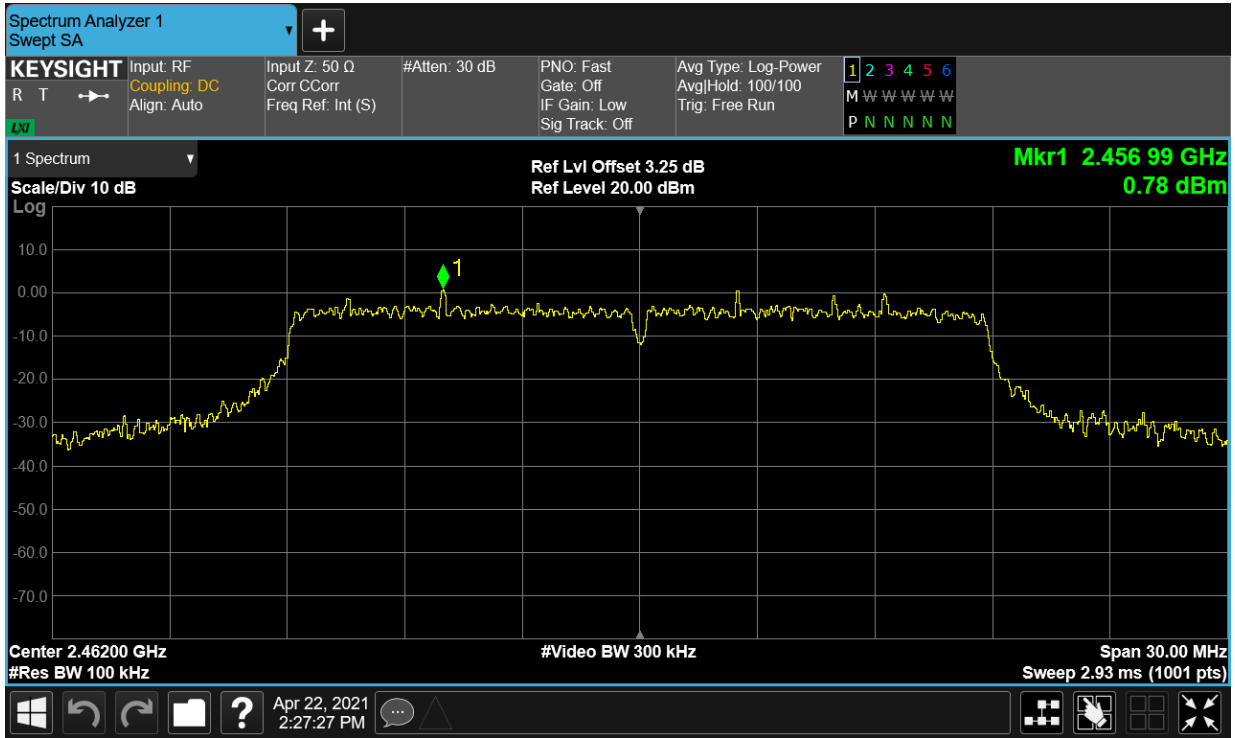 Spectrum Analyzer 1
Swept SA
KEYSIGHT
R T
LXI
Input: RF
Coupling: DC
Align: Auto
Input Z: 50 Ω
Corr CCorr
Freq Ref: Int (S)
#Atten: 30 dB
PNO: Fast
Gate: Off
IF Gain: Low
Sig Track: Off
Avg Type: Log-Power
Avg|Hold: 100/100
Trig: Free Run
1 2 3 4 5 6
M W W W W W
P N N N N N
1 Spectrum
Scale/Div 10 dB
Log
Ref Lvl Offset 3.25 dB
Ref Level 20.00 dBm
Mkr1 2.456 99 GHz
0.78 dBm
10.0
1
0.00
-10.0
-20.0
-30.0
-40.0
-50.0
-60.0
-70.0
Center 2.46200 GHz
#Res BW 100 kHz
#Video BW 300 kHz
Span 30.00 MHz
Sweep 2.93 ms (1001 pts)
?
Apr 22, 2021
2:27:27 PM